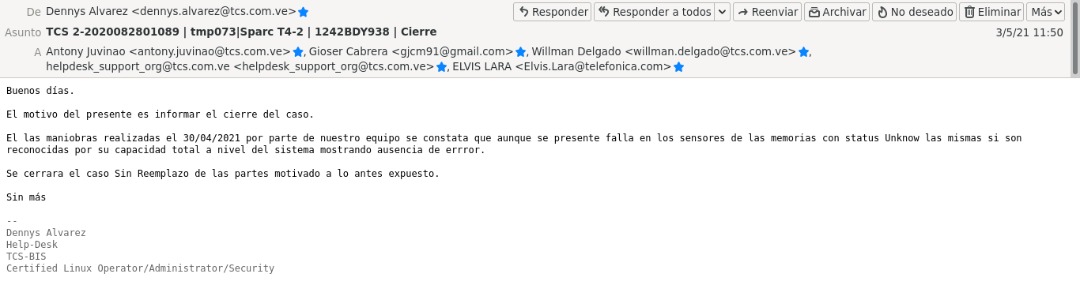 De Dennys Alvarez <dennys.alvarez@tcs.com.ve> Responder Responder a todos Reenviar Archivar No deseado Eliminar Más
Asunto TCS 2-2020082801089 | tmp073|Sparc T4-2 | 1242BDY938 | Cierre 3/5/21 11:50
A Antony Juvinao <antony.juvinao@tcs.com.ve>, Gioser Cabrera <gjcm91@gmail.com>, Willman Delgado <willman.delgado@tcs.com.ve>,
helpdesk_support_org@tcs.com.ve <helpdesk_support_org@tcs.com.ve>, ELVIS LARA <Elvis.Lara@telefonica.com>
Buenos días.
El motivo del presente es informar el cierre del caso.
El las maniobras realizadas el 30/04/2021 por parte de nuestro equipo se constata que aunque se presente falla en los sensores de las memorias con status Unknow las mismas si son
reconocidas por su capacidad total a nivel del sistema mostrando ausencia de errror.
Se cerrara el caso Sin Reemplazo de las partes motivado a lo antes expuesto.
Sin más
--
Dennys Alvarez
Help-Desk
TCS-BIS
Certified Linux Operator/Administrator/Security